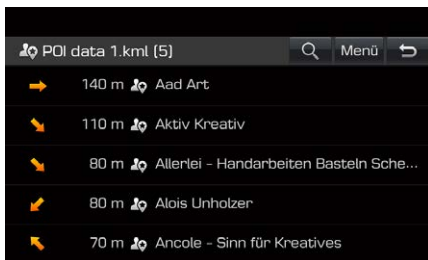 POI data 1.kml (5)
Menü
140 m Aad Art
110 m Aktiv Kreativ
80 m Allerlei - Handarbeiten Basteln Sche...
80 m Alois Unholzer
70 m Ancole - Sinn für Kreatives